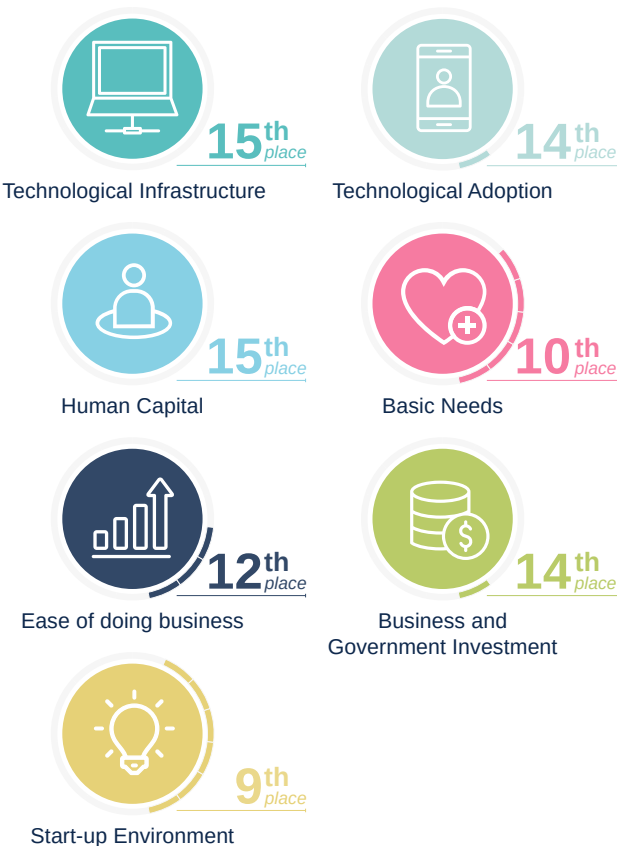 15th place
Technological Infrastructure
14th place
Technological Adoption
15th place
Human Capital
10th place
Basic Needs
12th place
Ease of doing business
$
14th place
Business and
Government Investment
9th place
Start-up Environment